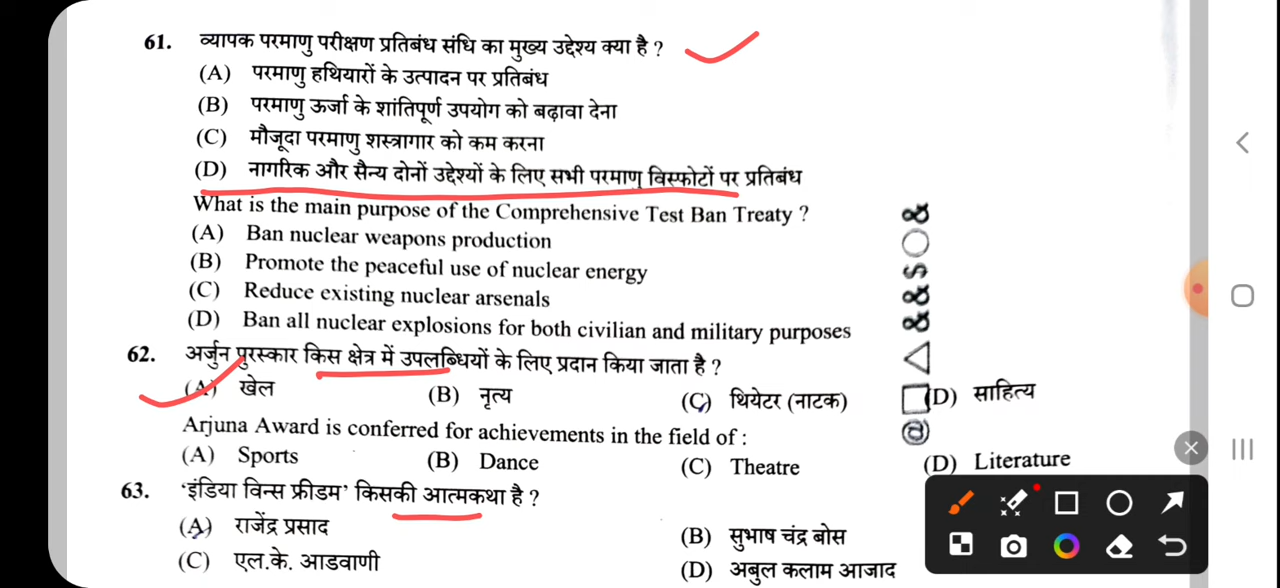 61. व्यापक परमाणु परीक्षण प्रतिबंध संधि का मुख्य उद्देश्य क्या है ?
(A) परमाणु हथियारों के उत्पादन पर प्रतिबंध
(B) परमाणु ऊर्जा के शांतिपूर्ण उपयोग को बढ़ावा देना
(C) मौजूदा परमाणु शस्त्रागार को कम करना
(D) नागरिक और सैन्य दोनों उद्देश्यों के लिए सभी परमाणु विस्फोटों पर प्रतिबंध
What is the main purpose of the Comprehensive Test Ban Treaty ?
(A) Ban nuclear weapons production
(B) Promote the peaceful use of nuclear energy
(C) Reduce existing nuclear arsenals
(D) Ban all nuclear explosions for both civilian and military purposes
62. अर्जुन पुरस्कार किस क्षेत्र में उपलब्धियों के लिए प्रदान किया जाता है ?
(A) खेल (B) नृत्य (C) थियेटर (नाटक) (D) साहित्य
Arjuna Award is conferred for achievements in the field of :
(A) Sports (B) Dance (C) Theatre (D) Literature
63. 'इंडिया विन्स फ्रीडम' किसकी आत्मकथा है ?
(A) राजेंद्र प्रसाद (B) सुभाष चंद्र बोस
(C) एल.के. आडवाणी (D) अबुल कलाम आजाद
@□△&&$○&